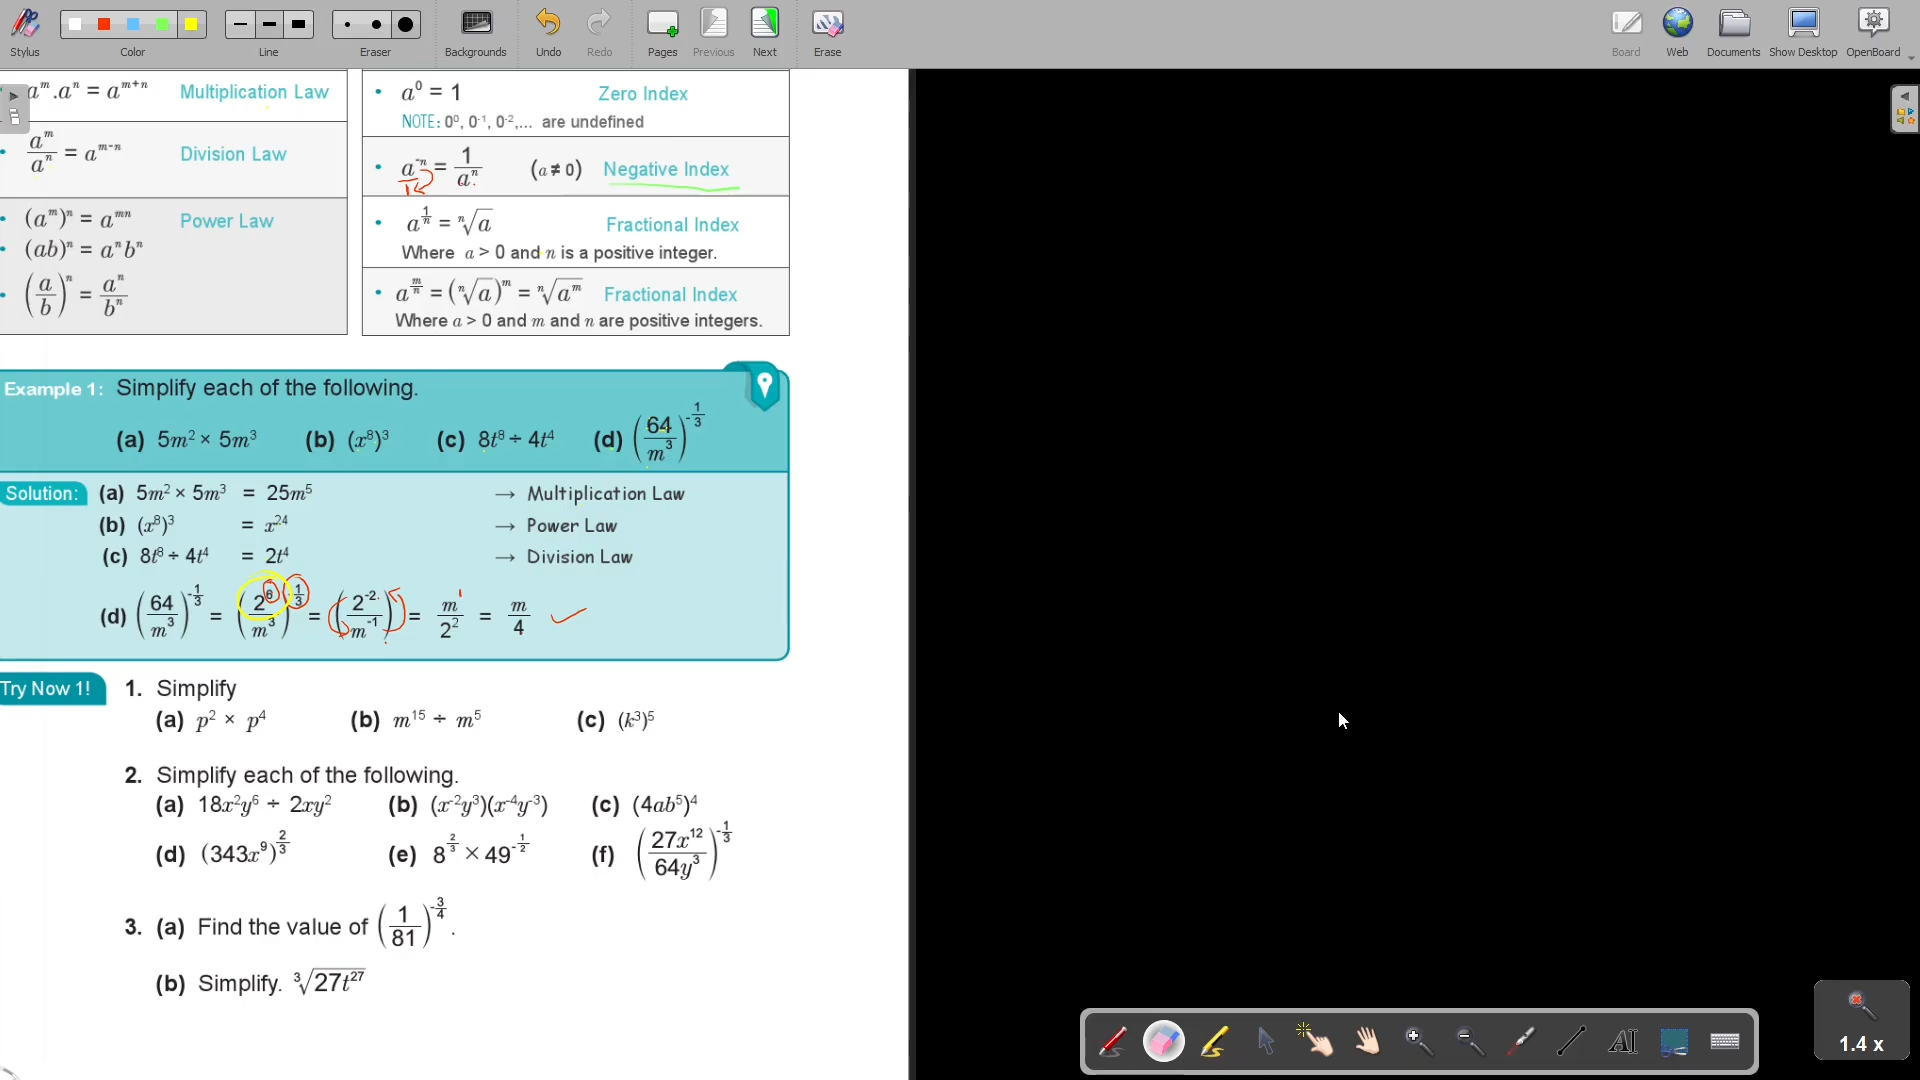 Stylus Color Line Eraser Backgrounds Undo Redo Pages Previous Next Erase Board Web Documents Show Desktop OpenBoard
a^m.a^n = a^{m+n} Multiplication Law
a^m/a^n = a^{m-n} Division Law
(a^m)^n = a^{mn} Power Law
(ab)^n = a^n b^n
(a/b)^n = a^n/b^n
a^0 = 1 Zero Index
NOTE: 0^0, 0^{-1}, 0^{-2},... are undefined
a^{-n} = 1/a^n (a ≠ 0) Negative Index
1
a^{1/n} = ⁿ√a Fractional Index
Where a > 0 and n is a positive integer.
a^{m/n} = (ⁿ√a)^m = ⁿ√a^m Fractional Index
Where a > 0 and m and n are positive integers.
Example 1: Simplify each of the following.
(a) 5m² × 5m³ (b) (x⁸)³ (c) 8t⁸ ÷ 4t⁴ (d) (64/m³)^{-1/3}
Solution: (a) 5m² × 5m³ = 25m⁵ → Multiplication Law
(b) (x⁸)³ = x²⁴ → Power Law
(c) 8t⁸ ÷ 4t⁴ = 2t⁴ → Division Law
(d) (64/m³)^{-1/3} = (2⁶/m³)^{-1/3} = (2^{-2}/m^{-1}) = m^1/2² = m/4
Try Now 1! 1. Simplify
(a) p² × p⁴ (b) m¹⁵ ÷ m⁵ (c) (k³)⁵
2. Simplify each of the following.
(a) 18x²y⁶ ÷ 2xy² (b) (x^{-2}y³)(x^{-4}y^{-3}) (c) (4ab⁵)⁴
(d) (343x⁹)^{2/3} (e) 8^{2/3} × 49^{-1/2} (f) (27x¹²/64y³)^{-1/3}
3. (a) Find the value of (1/81)^{-3/4}.
(b) Simplify. ³√27t²⁷
AI
1.4 x